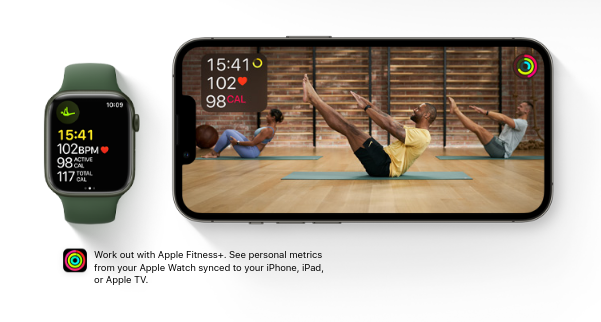 10:09
15:41
102BPM
98 ACTIVE CAL
117 TOTAL CAL
15:41
102
98CAL
Work out with Apple Fitness+. See personal metrics
from your Apple Watch synced to your iPhone, iPad,
or Apple TV.